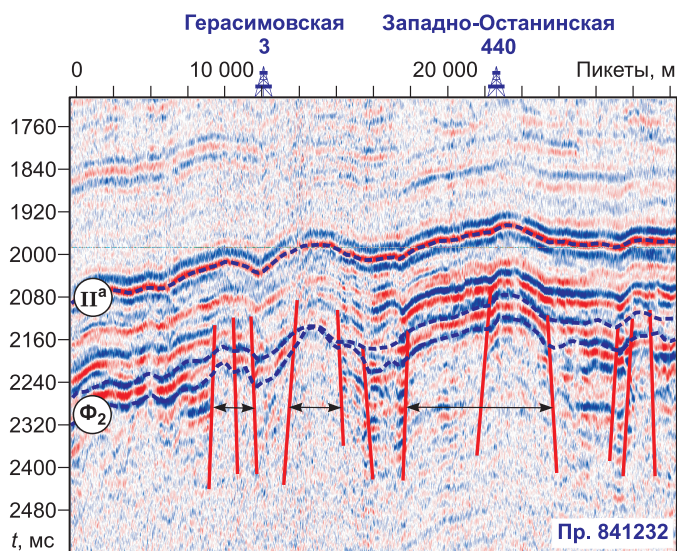 Герасимовская
3
Западно-Останинская
440
0 10 000 20 000 Пикеты, м
1760
1840
1920
2000
2080
2160
2240
2320
2400
2480
t, мс
IIа
Ф2
Пр. 841232